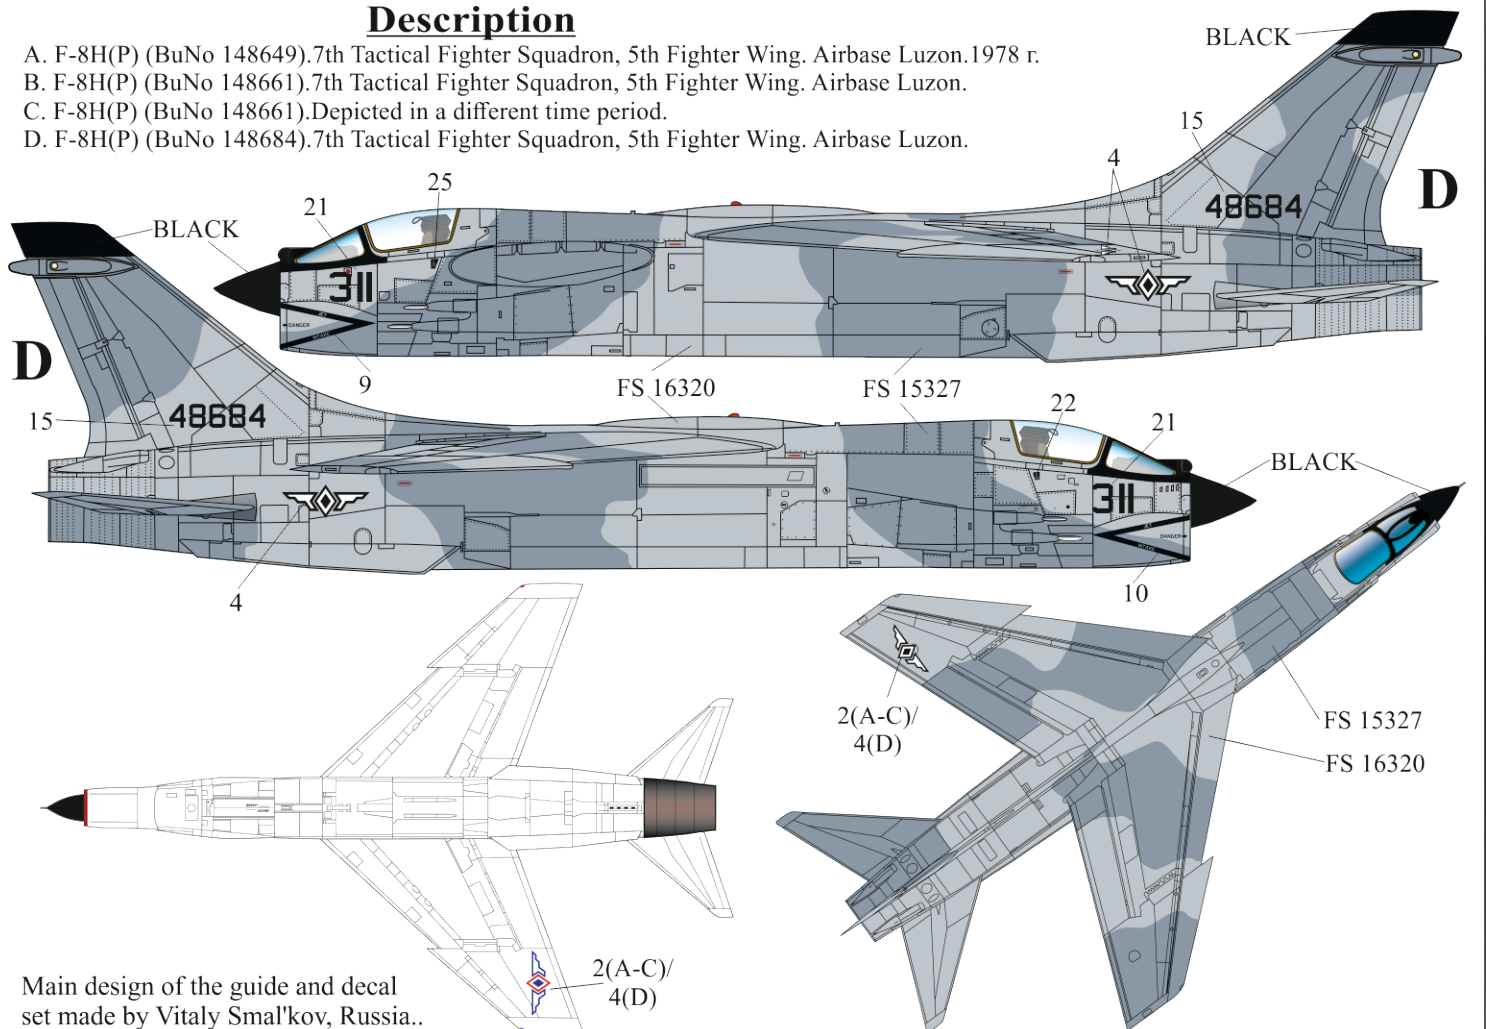 Description
A. F-8H(P) (BuNo 148649).7th Tactical Fighter Squadron, 5th Fighter Wing. Airbase Luzon.1978 г.
B. F-8H(P) (BuNo 148661).7th Tactical Fighter Squadron, 5th Fighter Wing. Airbase Luzon.
C. F-8H(P) (BuNo 148661).Depicted in a different time period.
D. F-8H(P) (BuNo 148684).7th Tactical Fighter Squadron, 5th Fighter Wing. Airbase Luzon.
BLACK
15
4
D
48684
25
21
BLACK
311
JET
DANGER
INTAKE
9
FS 16320
FS 15327
D
15
48684
22
21
BLACK
311
JET
DANGER
INTAKE
4
10
2(A-C)/
4(D)
FS 15327
FS 16320
2(A-C)/
4(D)
Main design of the guide and decal
set made by Vitaly Smal'kov, Russia..